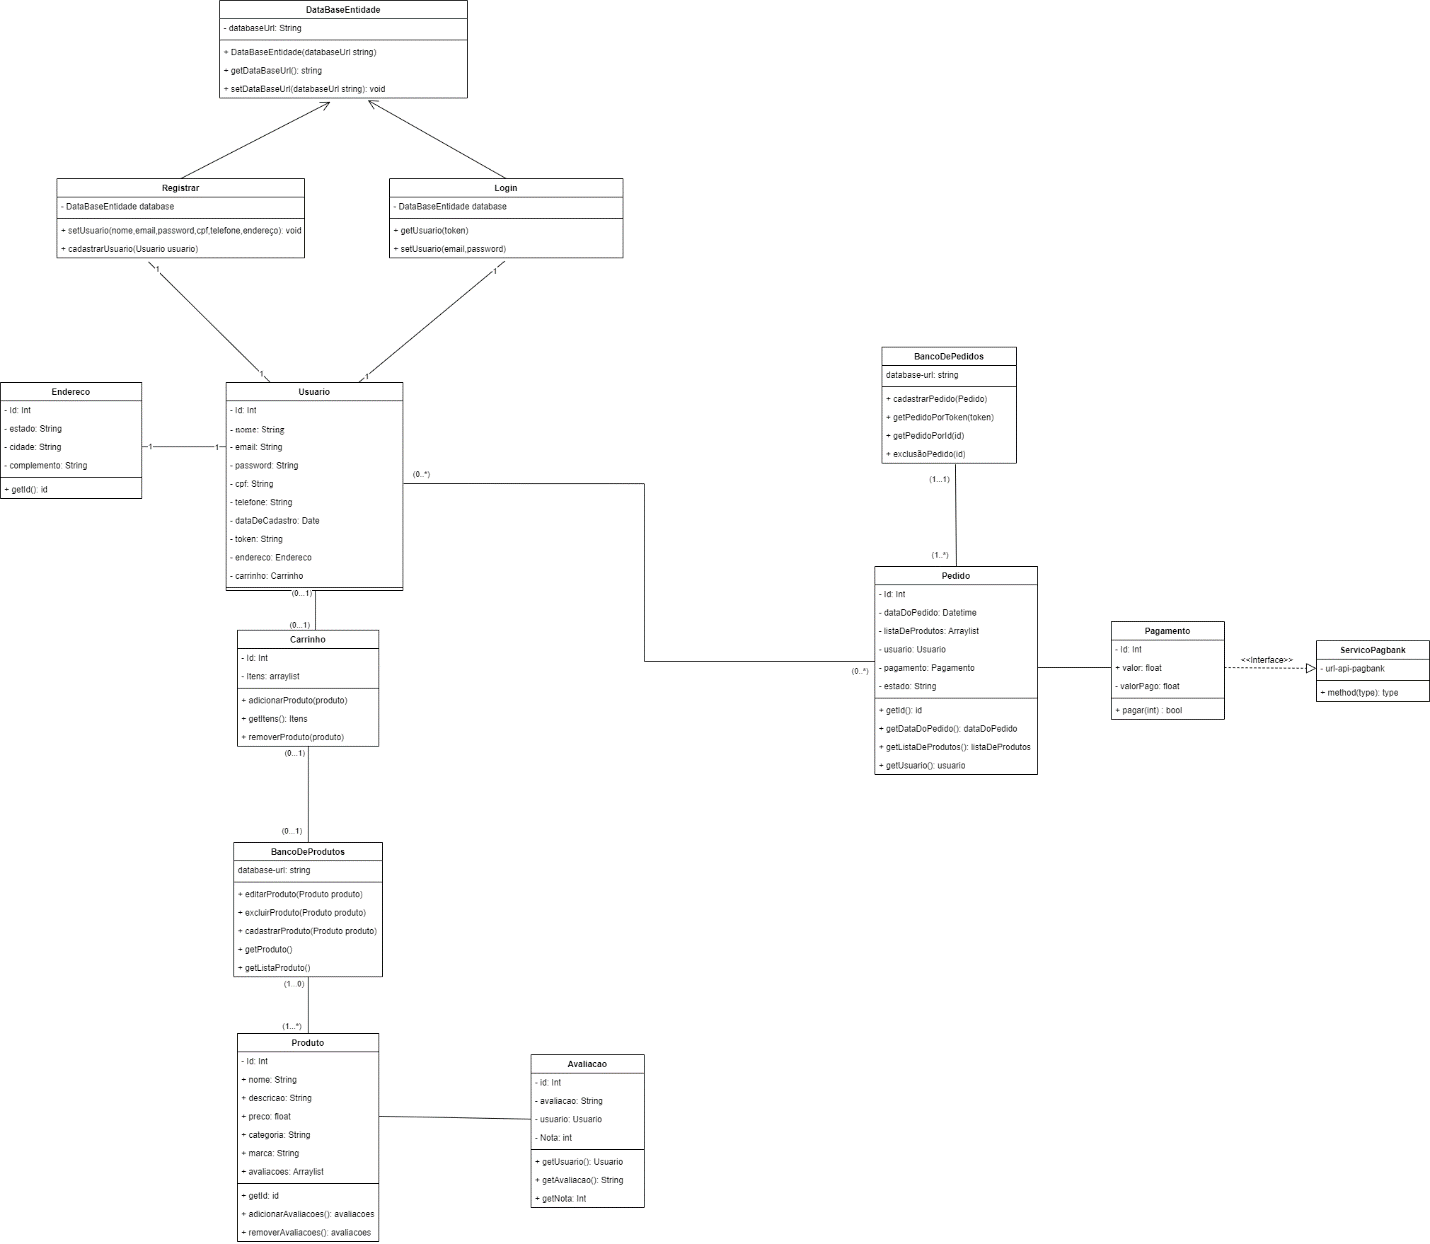 DataBaseEntidade
- databaseUrl: String
+ DataBaseEntidade(databaseUrl string)
+ getDataBaseUrl(): string
+ setDataBaseUrl(databaseUrl string): void
Registrar
- DataBaseEntidade database
+ setUsuario(nome,email,password,cpf,telefone,endereço): void
+ cadastrarUsuario(Usuario usuario)
Login
- DataBaseEntidade database
+ getUsuario(token)
+ setUsuario(email,password)
1
1
1
1
Endereco
- Id: Int
- estado: String
- cidade: String
- complemento: String
+ getId(): id
1
1
Usuario
- Id: Int
- nome: String
- email: String
- password: String
- cpf: String
- telefone: String
- dataDeCadastro: Date
- token: String
- endereco: Endereco
- carrinho: Carrinho
(0..*)
(0...1)
(0...1)
BancoDePedidos
database-url: string
+ cadastrarPedido(Pedido)
+ getPedidoPorToken(token)
+ getPedidoPorId(id)
+ exclusãoPedido(id)
(1...1)
(1..*)
Pedido
- Id: Int
- dataDoPedido: Datetime
- listaDeProdutos: Arraylist
- usuario: Usuario
- pagamento: Pagamento
- estado: String
+ getId(): id
+ getDataDoPedido(): dataDoPedido
+ getListaDeProdutos(): listaDeProdutos
+ getUsuario(): usuario
(0..*)
Pagamento
- Id: Int
+ valor: float
- valorPago: float
+ pagar(int) : bool
<<Interface>>
ServicoPagbank
- url-api-pagbank
+ method(type): type
Carrinho
- Id: Int
- Itens: arraylist
+ adicionarProduto(produto)
+ getItens(): Itens
+ removerProduto(produto)
(0...1)
(0...1)
BancoDeProdutos
database-url: string
+ editarProduto(Produto produto)
+ excluirProduto(Produto produto)
+ cadastrarProduto(Produto produto)
+ getProduto()
+ getListaProduto()
(1...0)
(1...*)
Produto
- Id: Int
+ nome: String
+ descricao: String
+ preco: float
+ categoria: String
+ marca: String
+ avaliacoes: Arraylist
+ getId: id
+ adicionarAvaliacoes(): avaliacoes
+ removerAvaliacoes(): avaliacoes
Avaliacao
- id: Int
- avaliacao: String
- usuario: Usuario
- Nota: int
+ getUsuario(): Usuario
+ getAvaliacao(): String
+ getNota: Int